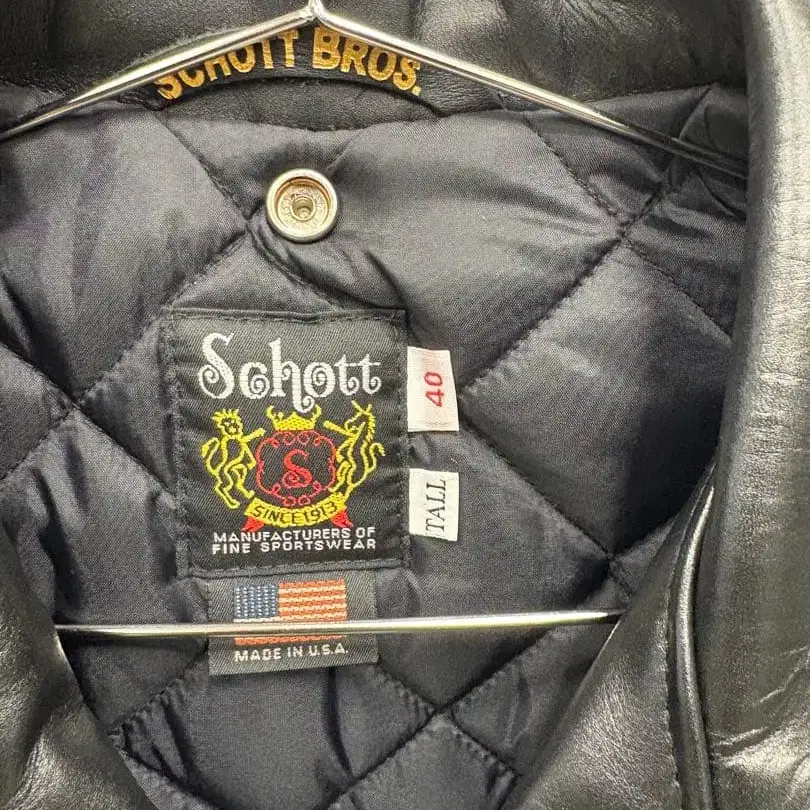 SCHOTT BROS.
Schott
40
S
SINCE 1913
TALL
MANUFACTURERS OF
FINE SPORTSWEAR
MADE IN U.S.A.